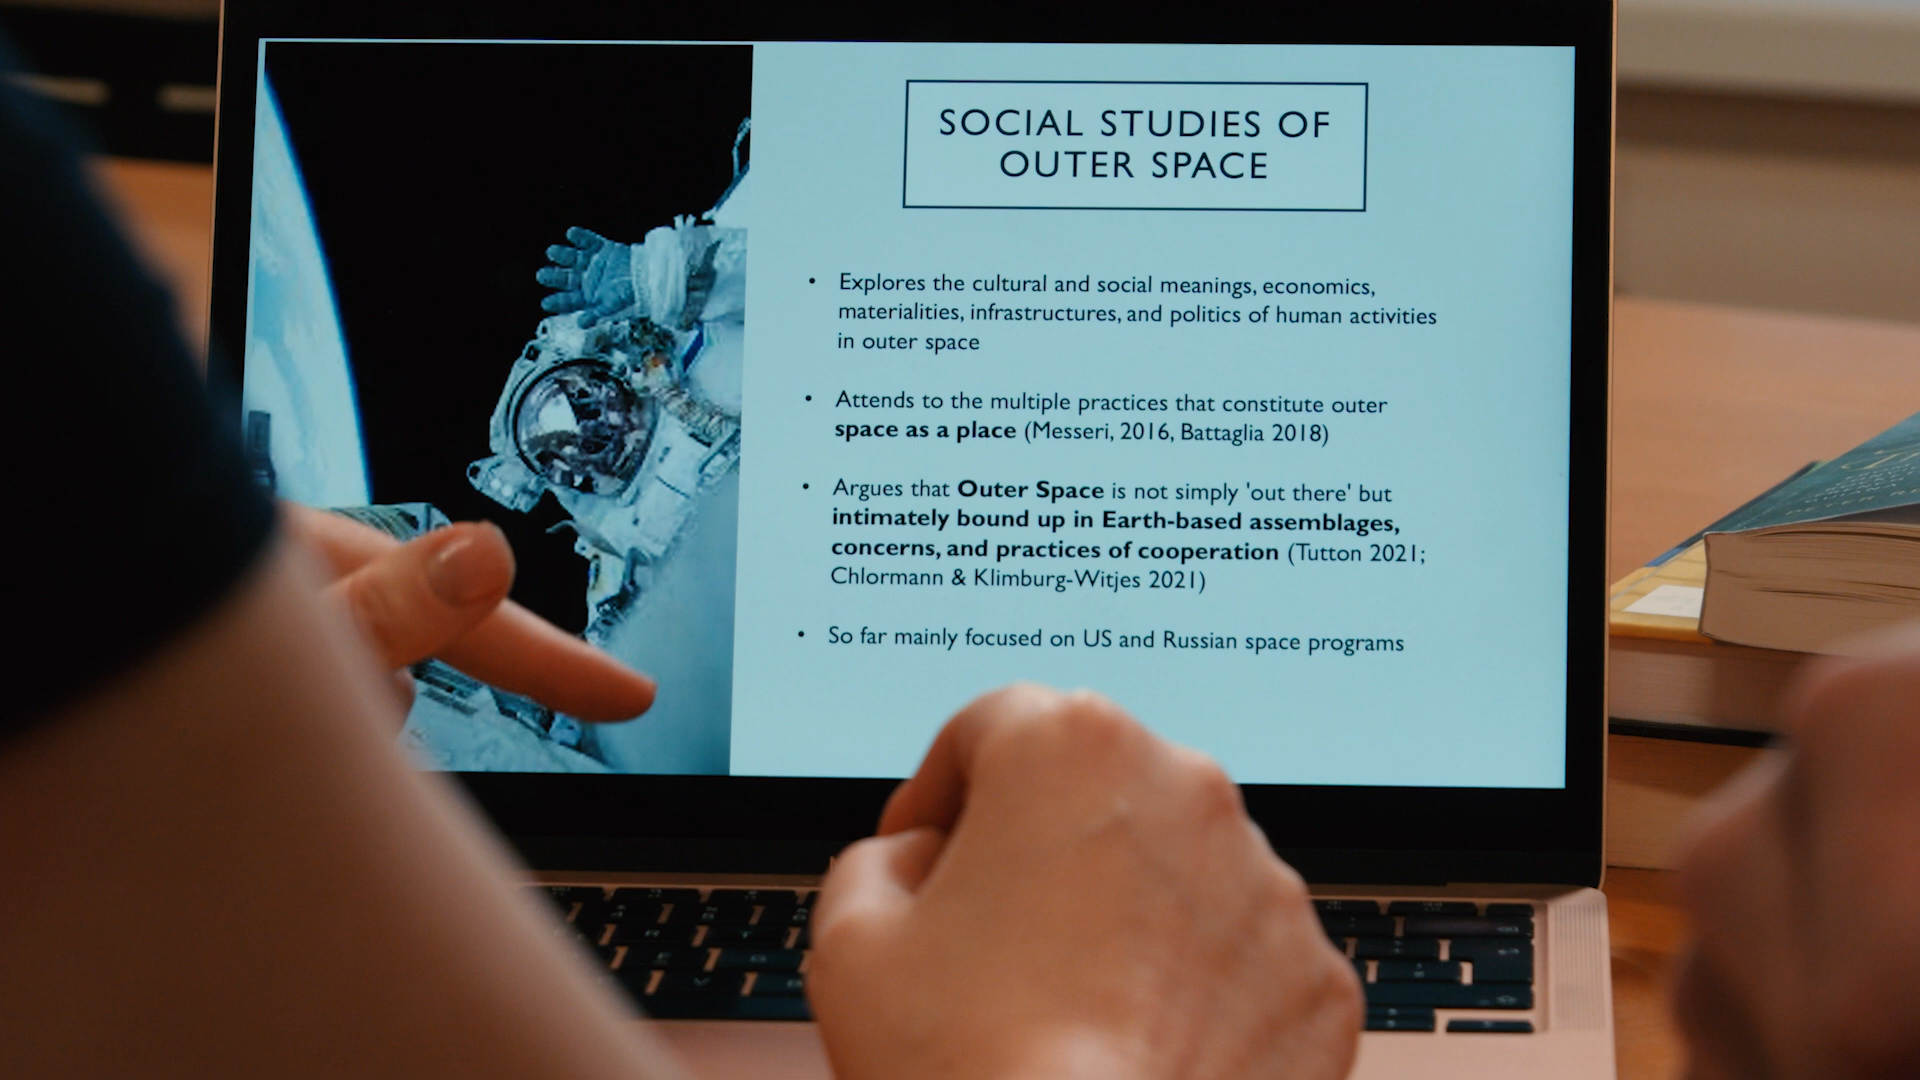 SOCIAL STUDIES OF
OUTER SPACE
• Explores the cultural and social meanings, economics,
materialities, infrastructures, and politics of human activities
in outer space
• Attends to the multiple practices that constitute outer
space as a place (Messeri, 2016, Battaglia 2018)
• Argues that Outer Space is not simply 'out there' but
intimately bound up in Earth-based assemblages,
concerns, and practices of cooperation (Tutton 2021;
Chlormann & Klimburg-Witjes 2021)
• So far mainly focused on US and Russian space programs